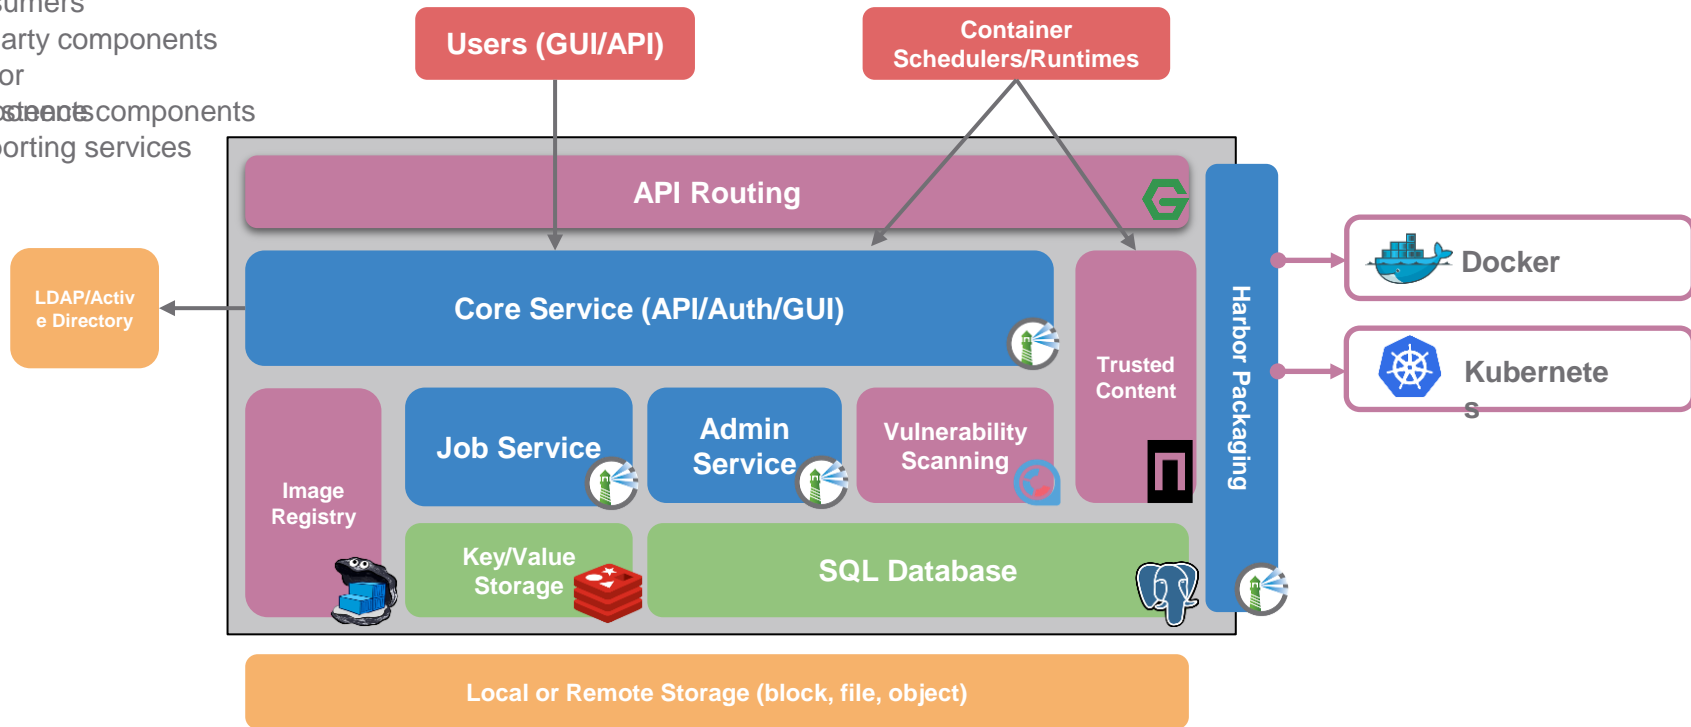 sumers
arty components
or
components
orting services
Users (GUI/API)
Container
Schedulers/Runtimes
API Routing
LDAP/Activ
e Directory
Core Service (API/Auth/GUI)
Trusted
Content
Harbor Packaging
Docker
Kubernete
s
Image
Registry
Job Service
Admin
Service
Vulnerability
Scanning
Key/Value
Storage
SQL Database
Local or Remote Storage (block, file, object)